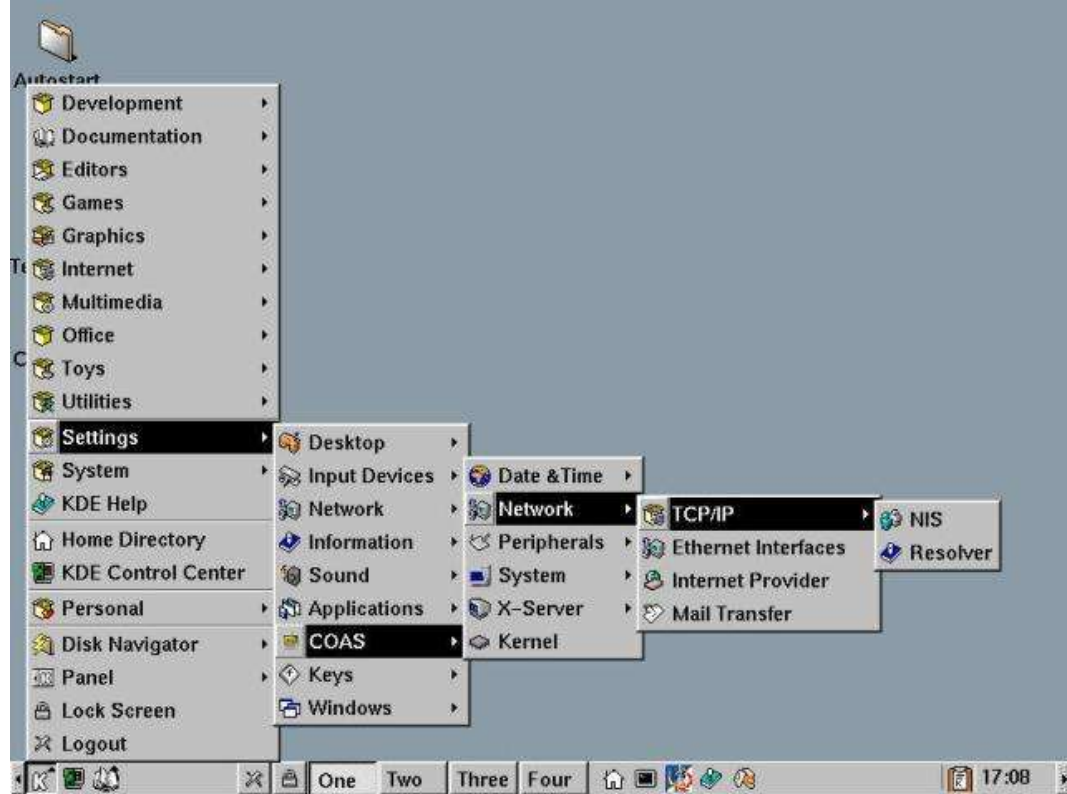 Autostart
Development
Documentation
Editors
Games
Graphics
Internet
Multimedia
Office
Toys
Utilities
Settings
System
KDE Help
Home Directory
KDE Control Center
Personal
Disk Navigator
Panel
Lock Screen
Logout
Desktop
Input Devices
Network
Information
Sound
Applications
COAS
Keys
Windows
Date &Time
Network
Peripherals
System
X-Server
Kernel
TCP/IP
Ethernet Interfaces
Internet Provider
Mail Transfer
NIS
Resolver
One Two Three Four 17:08